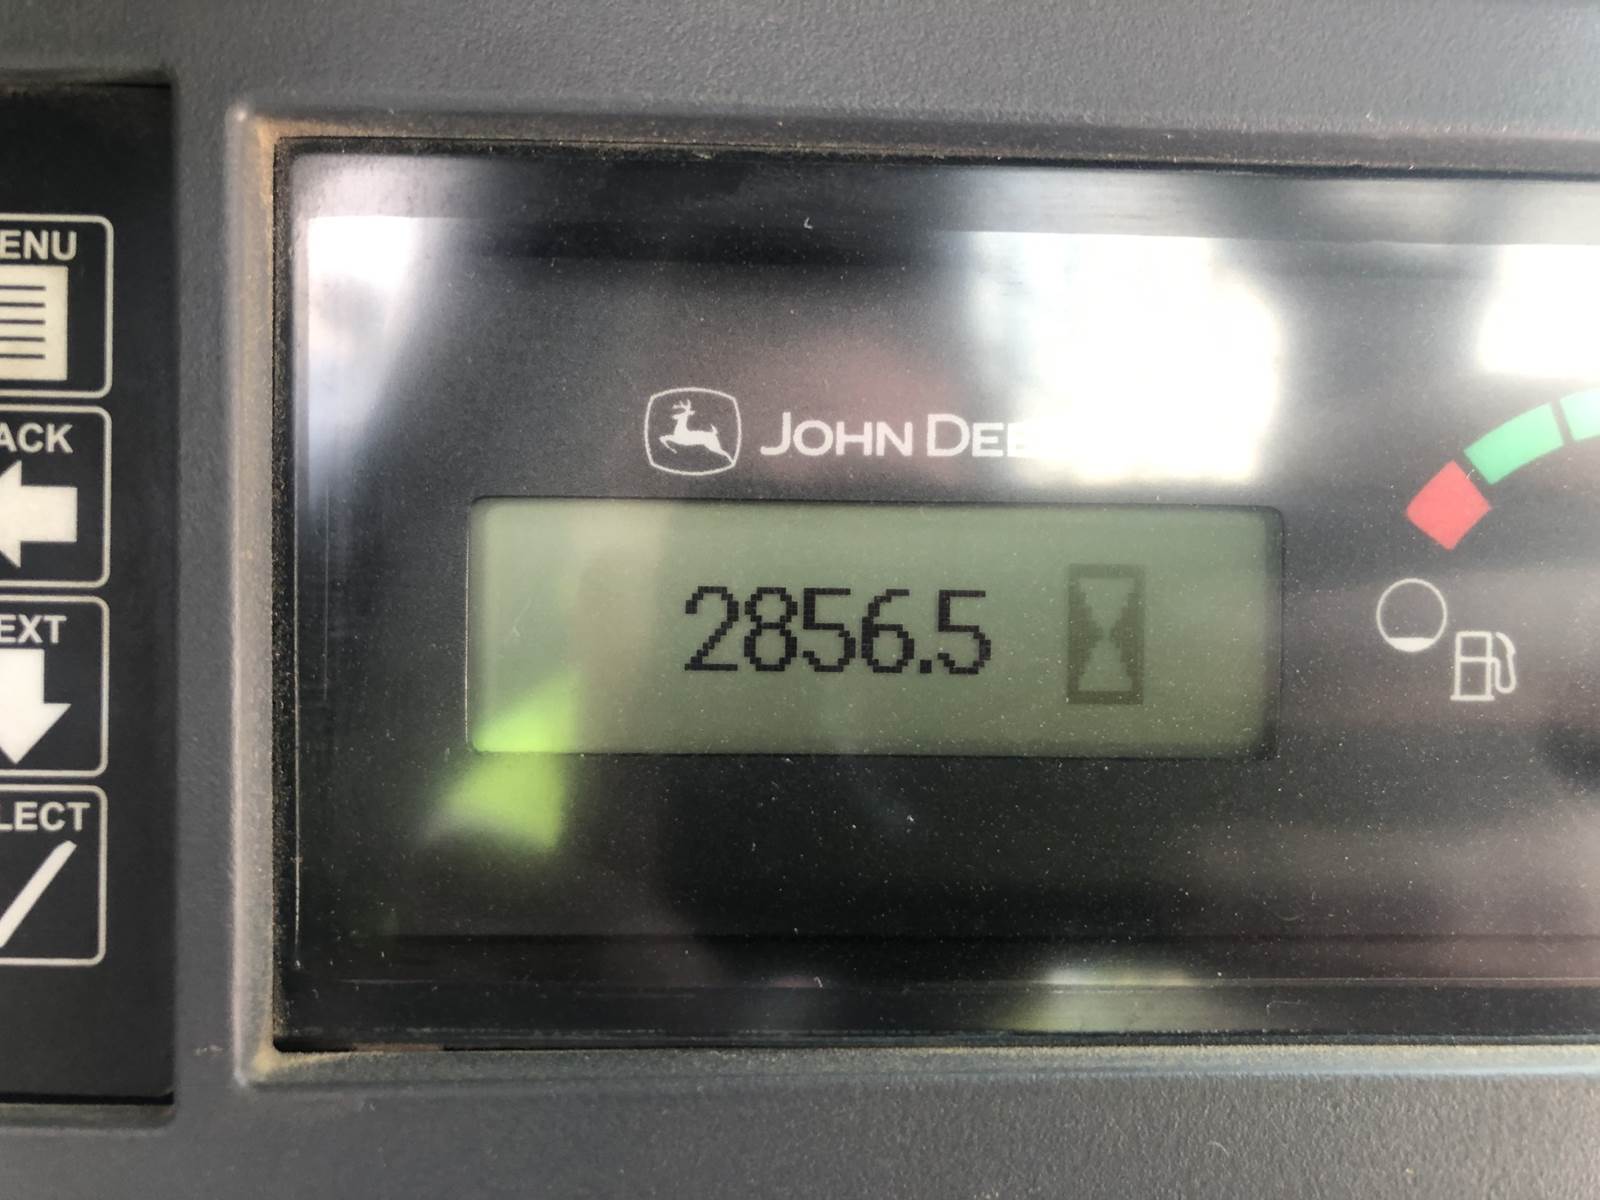 JOHN DEE
2856.5
ENU
ACK
EXT
LECT